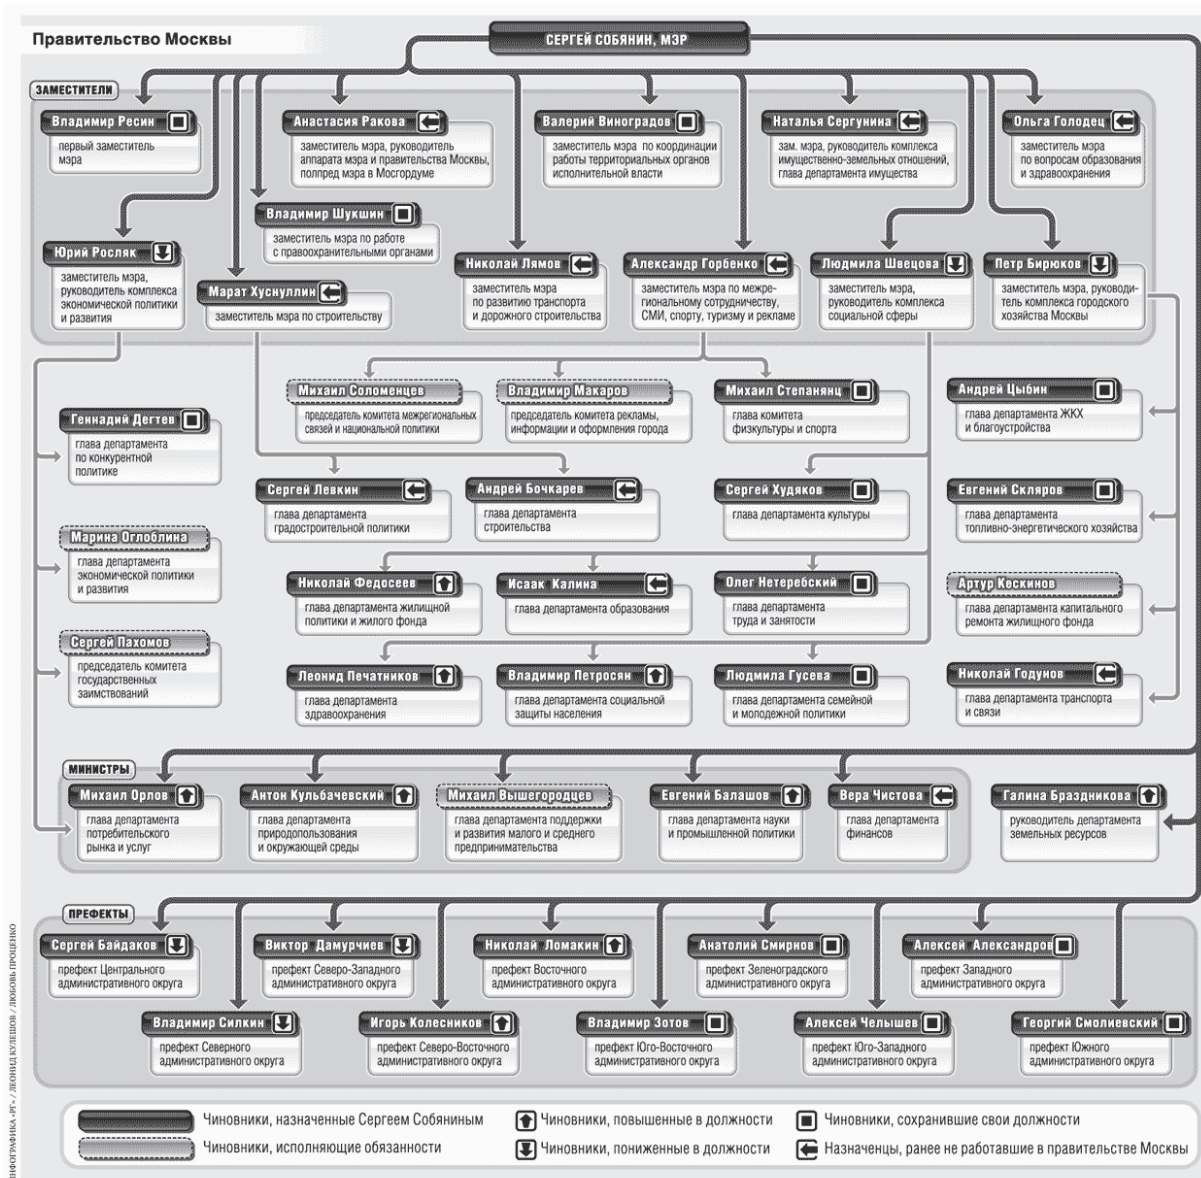 Правительство Москвы
СЕРГЕЙ СОБЯНИН, МЭР
ЗАМЕСТИТЕЛИ
Владимир Ресин
первый заместитель
мэра
Анастасия Ракова
заместитель мэра, руководитель
аппарата мэра и правительства Москвы,
полпред мэра в Мосгордуме
Валерий Виноградов
заместитель мэра по координации
работы территориальных органов
исполнительной власти
Наталья Сергунина
зам. мэра, руководитель комплекса
имущественно-земельных отношений,
глава департамента имущества
Ольга Голодец
заместитель мэра
по вопросам образования
и здравоохранения
Владимир Шукшин
заместитель мэра по работе
с правоохранительными органами
Юрий Росляк
заместитель мэра,
руководитель комплекса
экономической политики
и развития
Марат Хуснуллин
заместитель мэра по строительству
Николай Лямов
заместитель мэра
по развитию транспорта
и дорожного строительства
Александр Горбенко
заместитель мэра по межре-
гиональному сотрудничеству,
СМИ, спорту, туризму и рекламе
Людмила Швецова
заместитель мэра,
руководитель комплекса
социальной сферы
Петр Бирюков
заместитель мэра, руководи-
тель комплекса городского
хозяйства Москвы
Михаил Соломенцев
председатель комитета межрегиональных
связей и национальной политики
Владимир Макаров
председатель комитета рекламы,
информации и оформления города
Михаил Степанянц
глава комитета
физкультуры и спорта
Андрей Цыбин
глава департамента ЖКХ
и благоустройства
Геннадий Дегтев
глава департамента
по конкурентной
политике
Сергей Левкин
глава департамента
градостроительной политики
Андрей Бочкарев
глава департамента
строительства
Сергей Худяков
глава департамента культуры
Евгений Скляров
глава департамента
топливно-энергетического хозяйства
Марина Оглоблина
глава департамента
экономической политики
и развития
Николай Федосеев
глава департамента жилищной
политики и жилого фонда
Исаак Калина
глава департамента образования
Олег Нетеребский
глава департамента
труда и занятости
Артур Кескинов
глава департамента капитального
ремонта жилищного фонда
Сергей Пахомов
председатель комитета
государственных
заимствований
Леонид Печатников
глава департамента
здравоохранения
Владимир Петросян
глава департамента социальной
защиты населения
Людмила Гусева
глава департамента семейной
и молодежной политики
Николай Годунов
глава департамента транспорта
и связи
МИНИСТРЫ
Михаил Орлов
глава департамента
потребительского
рынка и услуг
Антон Кульбачевский
глава департамента
природопользования
и окружающей среды
Михаил Вышегородцев
глава департамента поддержки
и развития малого и среднего
предпринимательства
Евгений Балашов
глава департамента науки
и промышленной политики
Вера Чистова
глава департамента
финансов
Галина Браздникова
руководитель департамента
земельных ресурсов
ПРЕФЕКТЫ
Сергей Байдаков
префект Центрального
административного округа
Виктор Дамурчиев
префект Северо-Западного
административного округа
Николай Ломакин
префект Восточного
административного округа
Анатолий Смирнов
префект Зеленоградского
административного округа
Алексей Александров
префект Западного
административного округа
Владимир Силкин
префект Северного
административного округа
Игорь Колесников
префект Северо-Восточного
административного округа
Владимир Зотов
префект Юго-Восточного
административного округа
Алексей Челышев
префект Юго-Западного
административного округа
Георгий Смолиевский
префект Южного
административного округа
Чиновники, назначенные Сергеем Собяниным
Чиновники, повышенные в должности
Чиновники, сохранившие свои должности
Чиновники, исполняющие обязанности
Чиновники, пониженные в должности
Назначенцы, ранее не работавшие в правительстве Москвы
ИНФОГРАФИКА «РГ» / ЛЕОНИД КУЛЕШОВ / ЛЮБОВЬ ПРОЦЕНКО